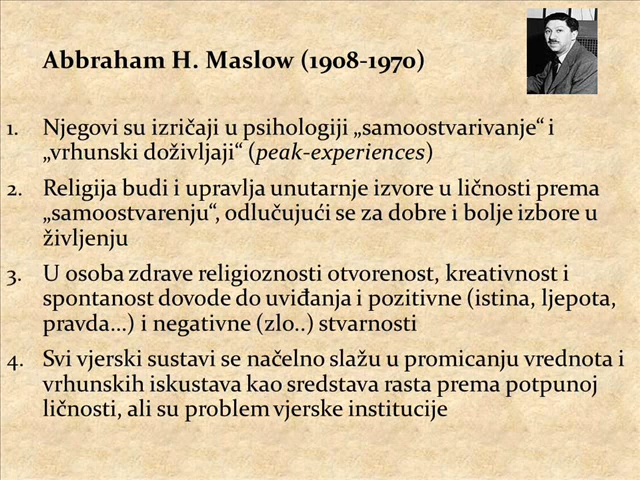 Abbraham H. Maslow (1908-1970)
1. Njegovi su izričaji u psihologiji „samoostvarivanje“ i
„vrhunski doživljaji“ (peak-experiences)
2. Religija budi i upravlja unutarnje izvore u ličnosti prema
„samoostvarenju“, odlučujući se za dobre i bolje izbore u
življenju
3. U osoba zdrave religioznosti otvorenost, kreativnost i
spontanost dovode do uviđanja i pozitivne (istina, ljepota,
pravda...) i negativne (zlo..) stvarnosti
4. Svi vjerski sustavi se načelno slažu u promicanju vrednota i
vrhunskih iskustava kao sredstava rasta prema potpunoj
ličnosti, ali su problem vjerske institucije